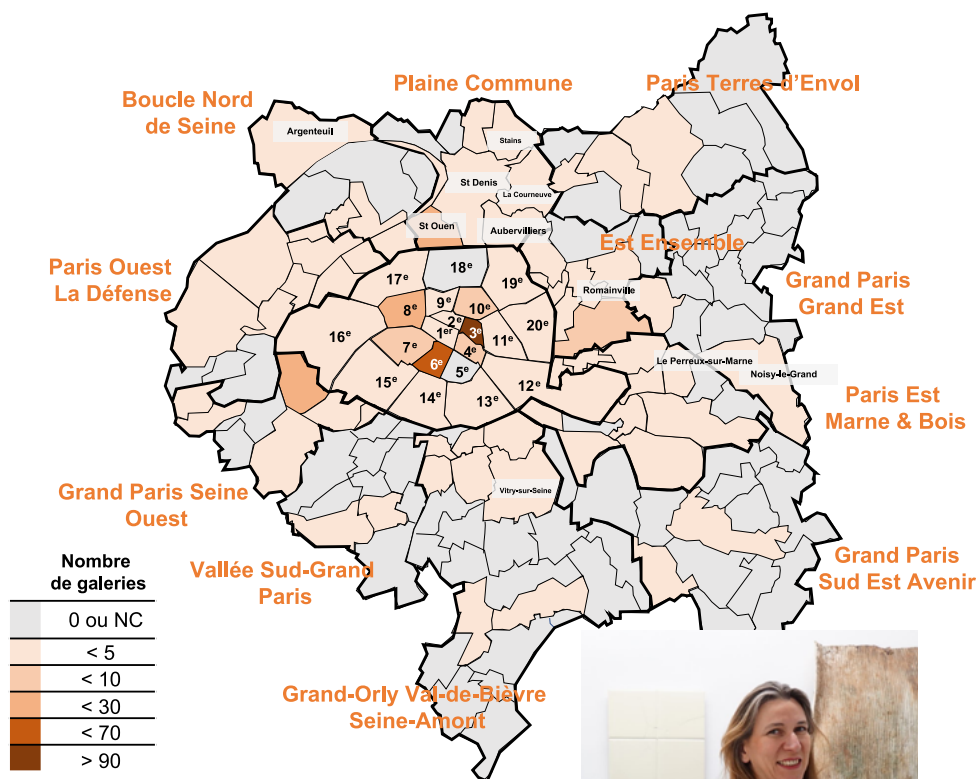 Plaine Commune
Paris Terres d'Envol
Boucle Nord
de Seine
Argenteuil
Stains
St Denis
La Courneuve
St Ouen
Aubervilliers
Est Ensemble
Paris Ouest
La Défense
Grand Paris
Grand Est
Romainville
17e
18e
19e
9e
10e
8e
2e
3e
1er
11e
20e
16e
7e
4e
6e
5e
15e
12e
14e
13e
Le Perreux-sur-Marne
Noisy-le-Grand
Paris Est
Marne & Bois
Grand Paris Seine
Ouest
Vitry-sur-Seine
Vallée Sud-Grand
Paris
Grand Paris
Sud Est Avenir
Grand-Orly Val-de-Bièvre
Seine-Amont
Nombre
de galeries
0 ou NC
< 5
< 10
< 30
< 70
> 90